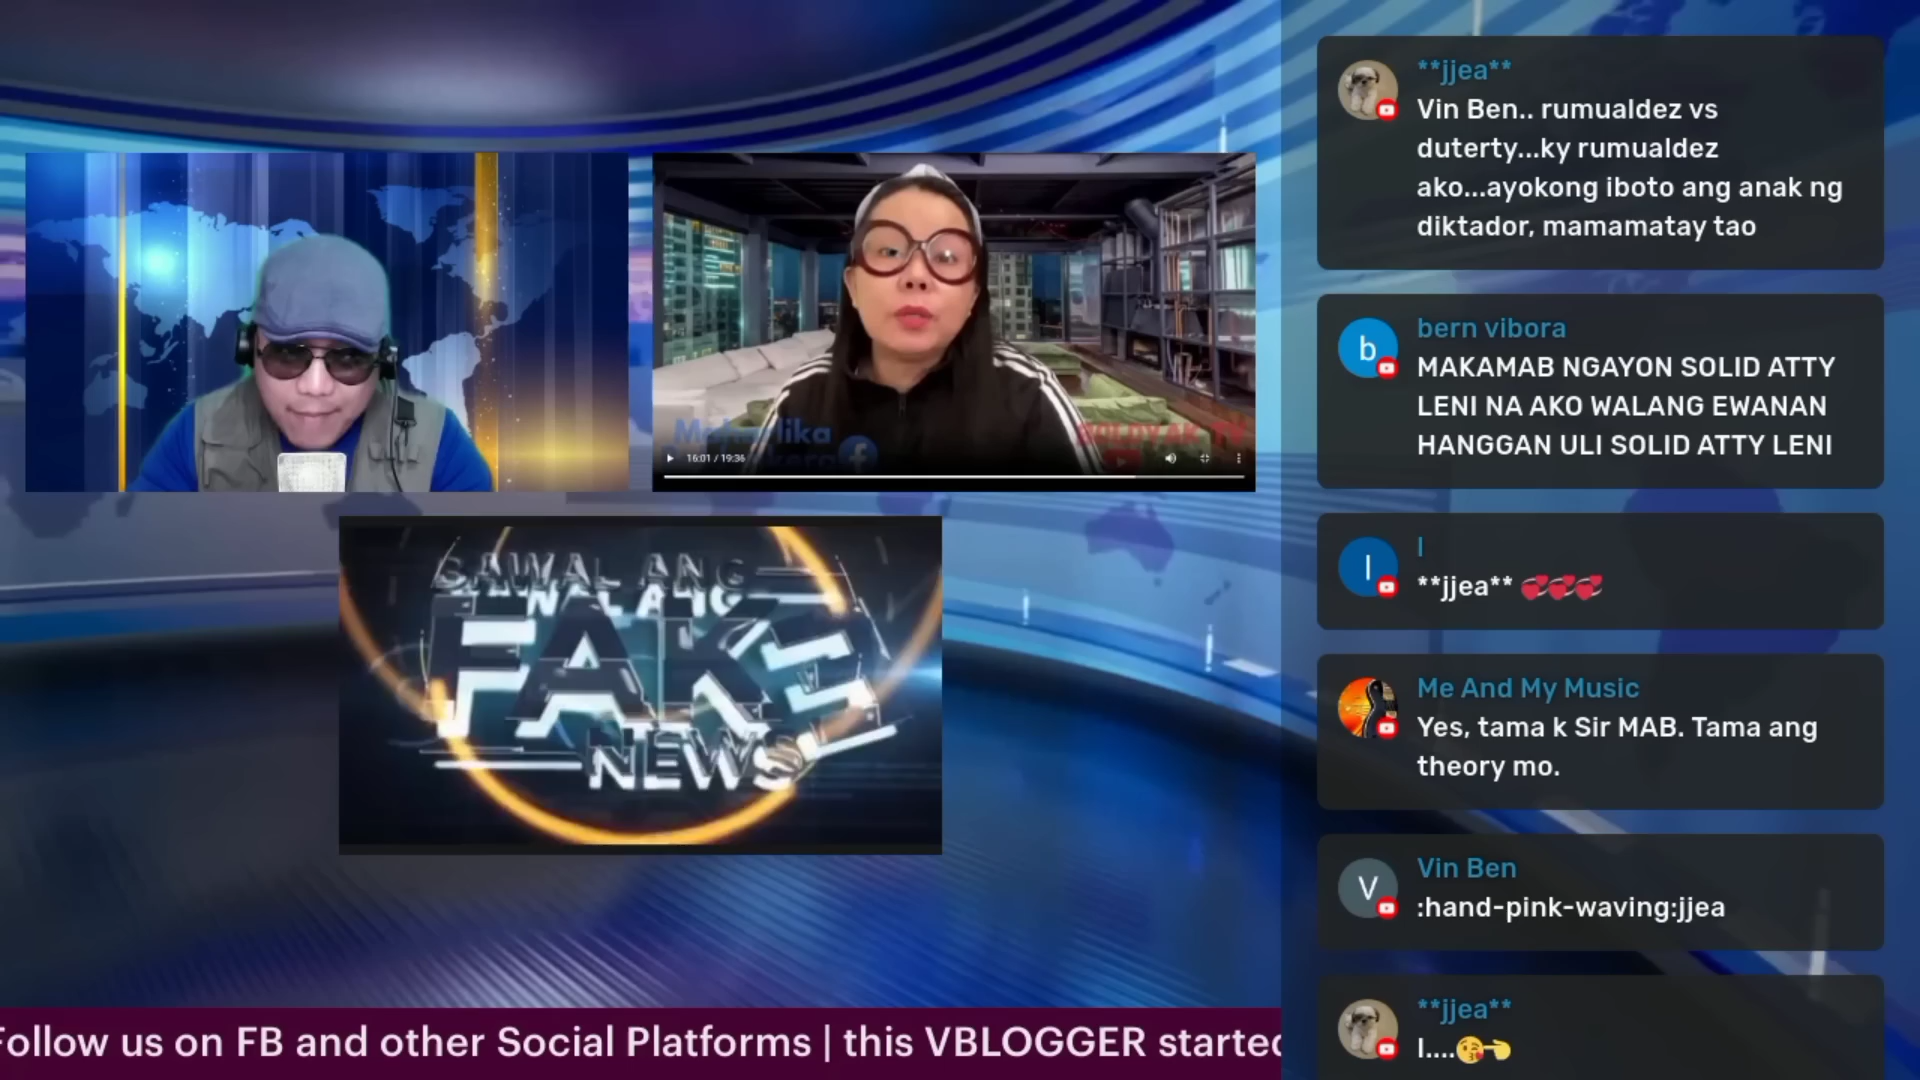 **jjea**
Vin Ben.. rumualdez vs
duterty...ky rumualdez
ako...ayokong iboto ang anak ng
diktador, mamamatay tao
bern vibora
MAKAMAB NGAYON SOLID ATTY
LENI NA AKO WALANG EWANAN
HANGGAN ULI SOLID ATTY LENI
l
**jjea** 💞💞💞
Me And My Music
Yes, tama k Sir MAB. Tama ang
theory mo.
Vin Ben
:hand-pink-waving:jjea
**jjea**
l....😘👈
16:01 / 19:36
BAWAL ANG
FAKE
NEWS
Follow us on FB and other Social Platforms | this VBLOGGER started